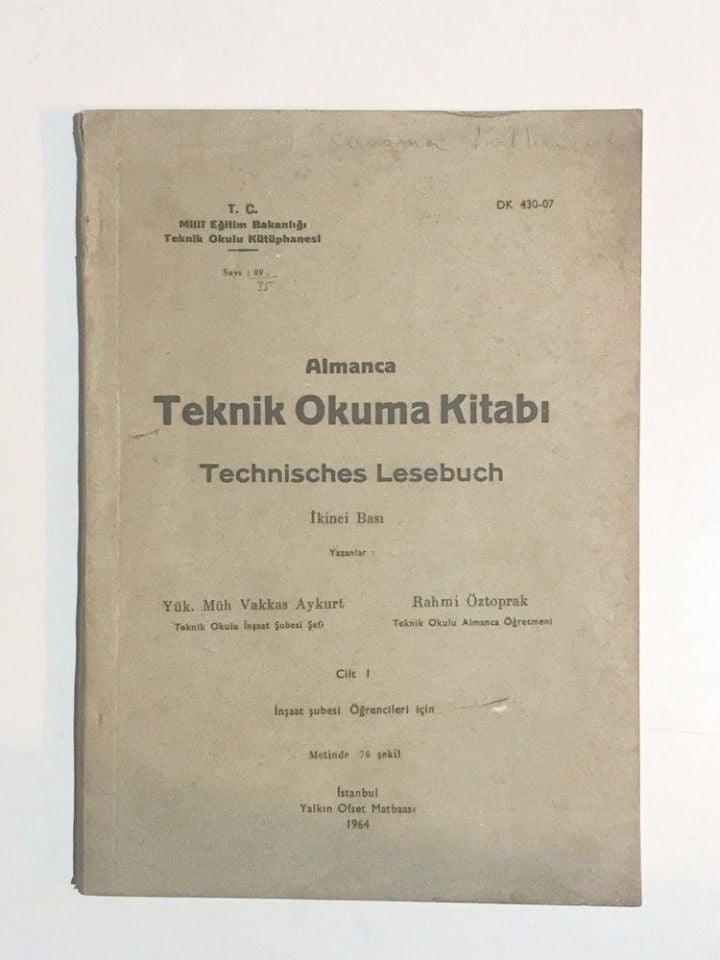 T. C.
Millî Eğitim Bakanlığı
Teknik Okulu Kütüphanesi
Sayı : 89
35
DK 430-07
Almanca
Teknik Okuma Kitabı
Technisches Lesebuch
İkinci Bası
Yazanlar :
Yük. Müh Vakkas Aykurt
Teknik Okulu İnşaat Şubesi Şefi
Rahmi Öztoprak
Teknik Okulu Almanca Öğretmeni
Cilt I
İnşaat şubesi Öğrencileri için
Metinde 76 şekil
İstanbul
Yalkın Ofset Matbaası
1964